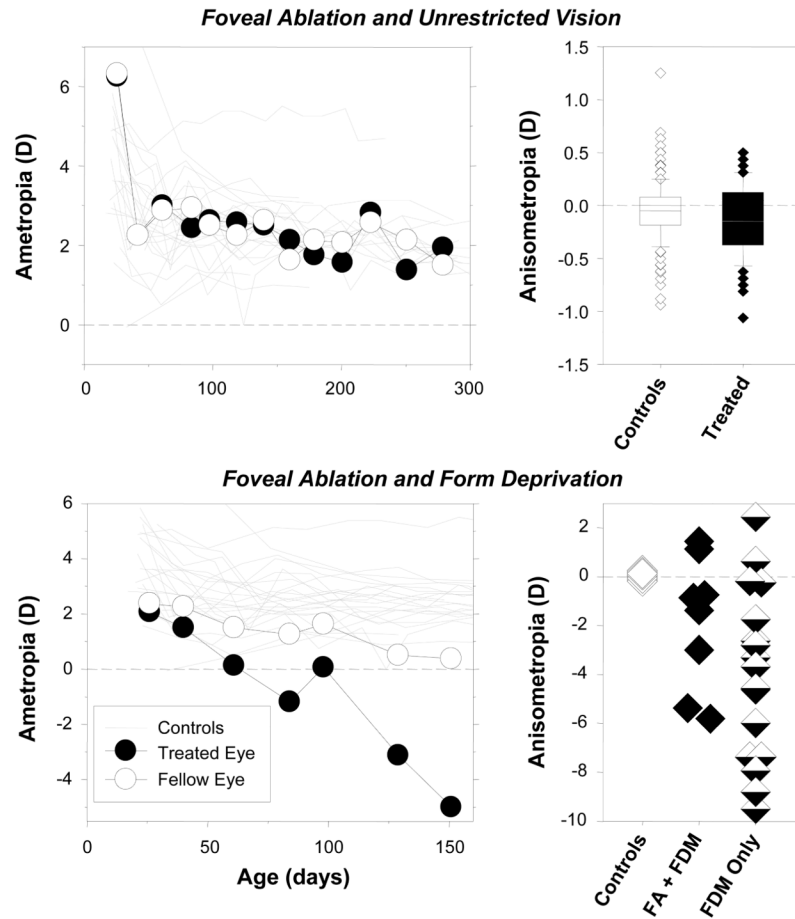 Foveal Ablation and Unrestricted Vision
Ametropia (D)
6
4
2
0
0
100
200
300
Anisometropia (D)
1.5
1.0
0.5
0.0
-0.5
-1.0
-1.5
Controls
Treated
Foveal Ablation and Form Deprivation
Ametropia (D)
6
4
2
0
-2
-4
Controls
Treated Eye
Fellow Eye
0
50
100
150
Age (days)
Anisometropia (D)
2
0
-2
-4
-6
-8
-10
Controls
FA + FDM
FDM Only